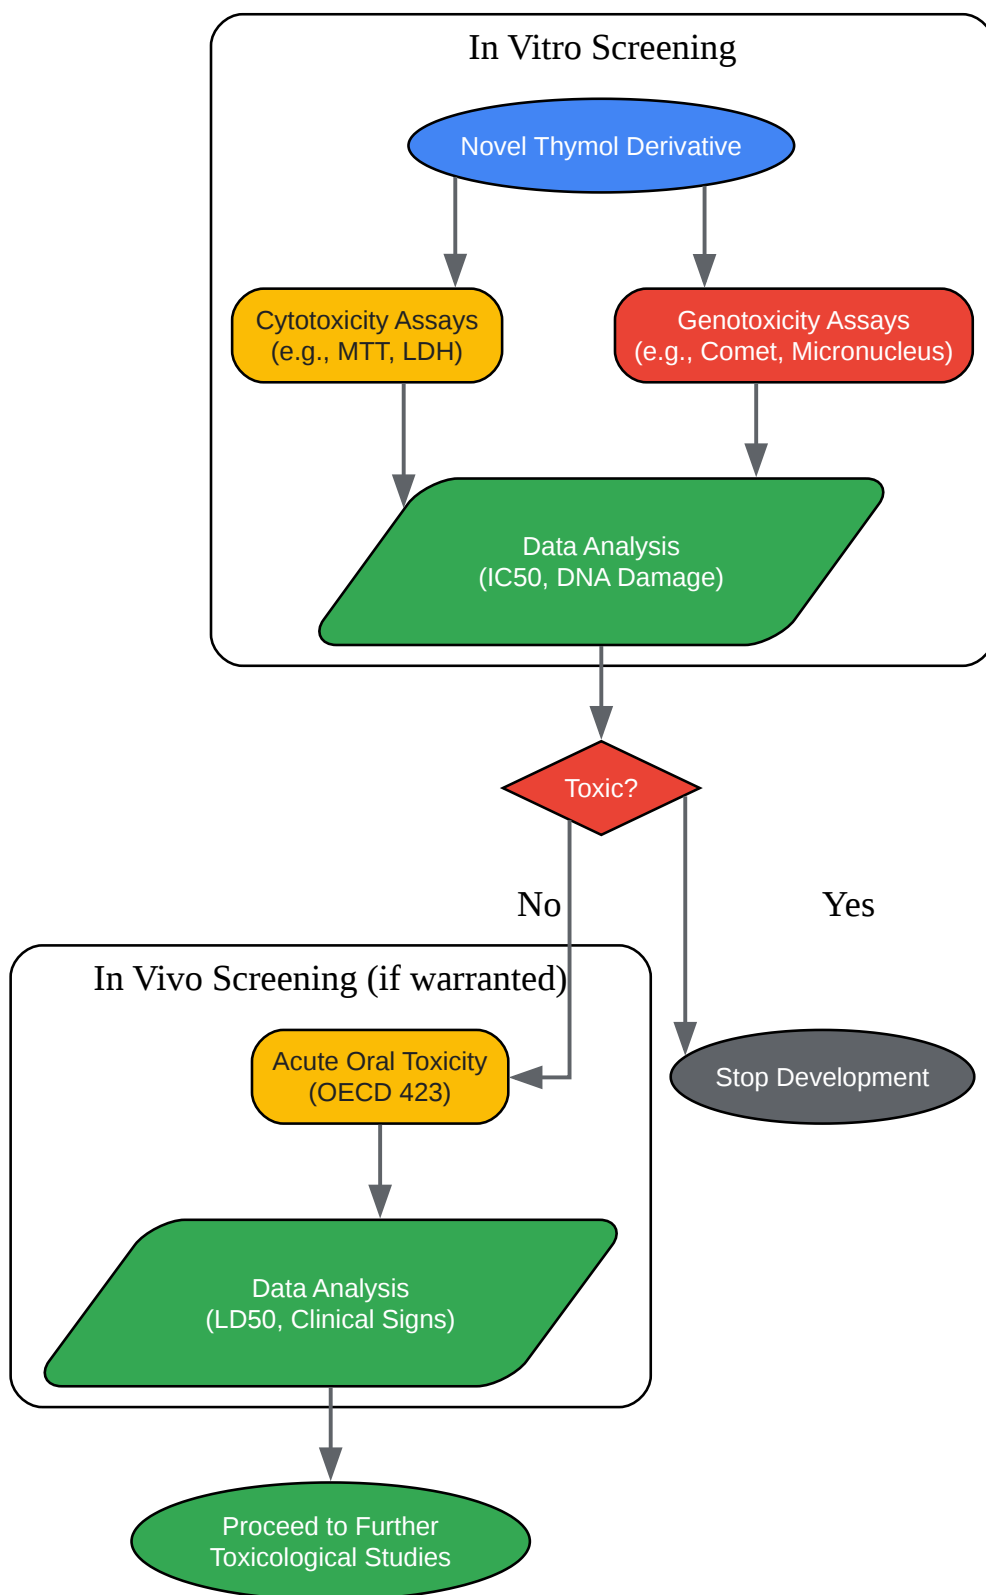 In Vitro Screening
Novel Thymol Derivative
Cytotoxicity Assays
(e.g., MTT, LDH)
Genotoxicity Assays
(e.g., Comet, Micronucleus)
Data Analysis
(IC50, DNA Damage)
Toxic?
No
Yes
In Vivo Screening (if warranted)
Acute Oral Toxicity
(OECD 423)
Stop Development
Data Analysis
(LD50, Clinical Signs)
Proceed to Further
Toxicological Studies